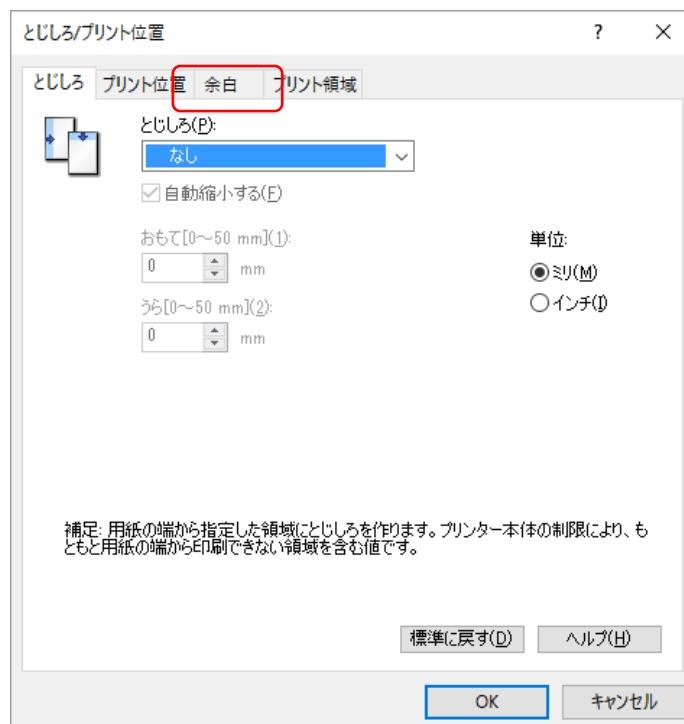 とじしろ/プリント位置
とじしろ プリント位置 余白 プリント領域
とじしろ(P):
なし
自動縮小する(F)
おもて[0～50 mm](1):
0 mm
うら[0～50 mm](2):
0 mm
単位:
ミリ(M)
インチ(I)
補足: 用紙の端から指定した領域にとじしろを作ります。プリンター本体の制限により、も
ともと用紙の端から印刷できない領域を含む値です。
標準に戻す(D) ヘルプ(H)
OK キャンセル